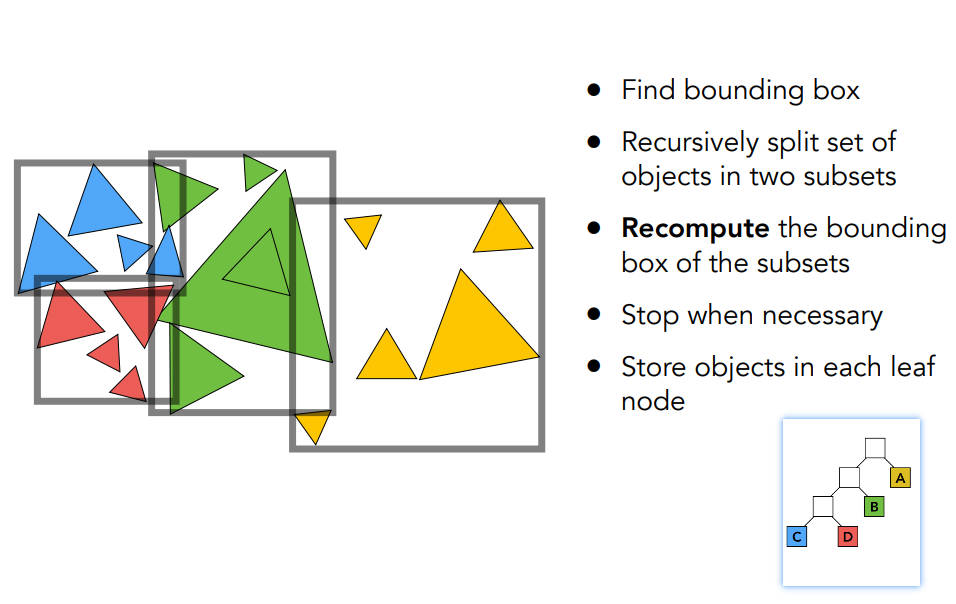 ● Find bounding box
● Recursively split set of
objects in two subsets
● Recompute the bounding
box of the subsets
● Stop when necessary
● Store objects in each leaf
node
A
B
C D